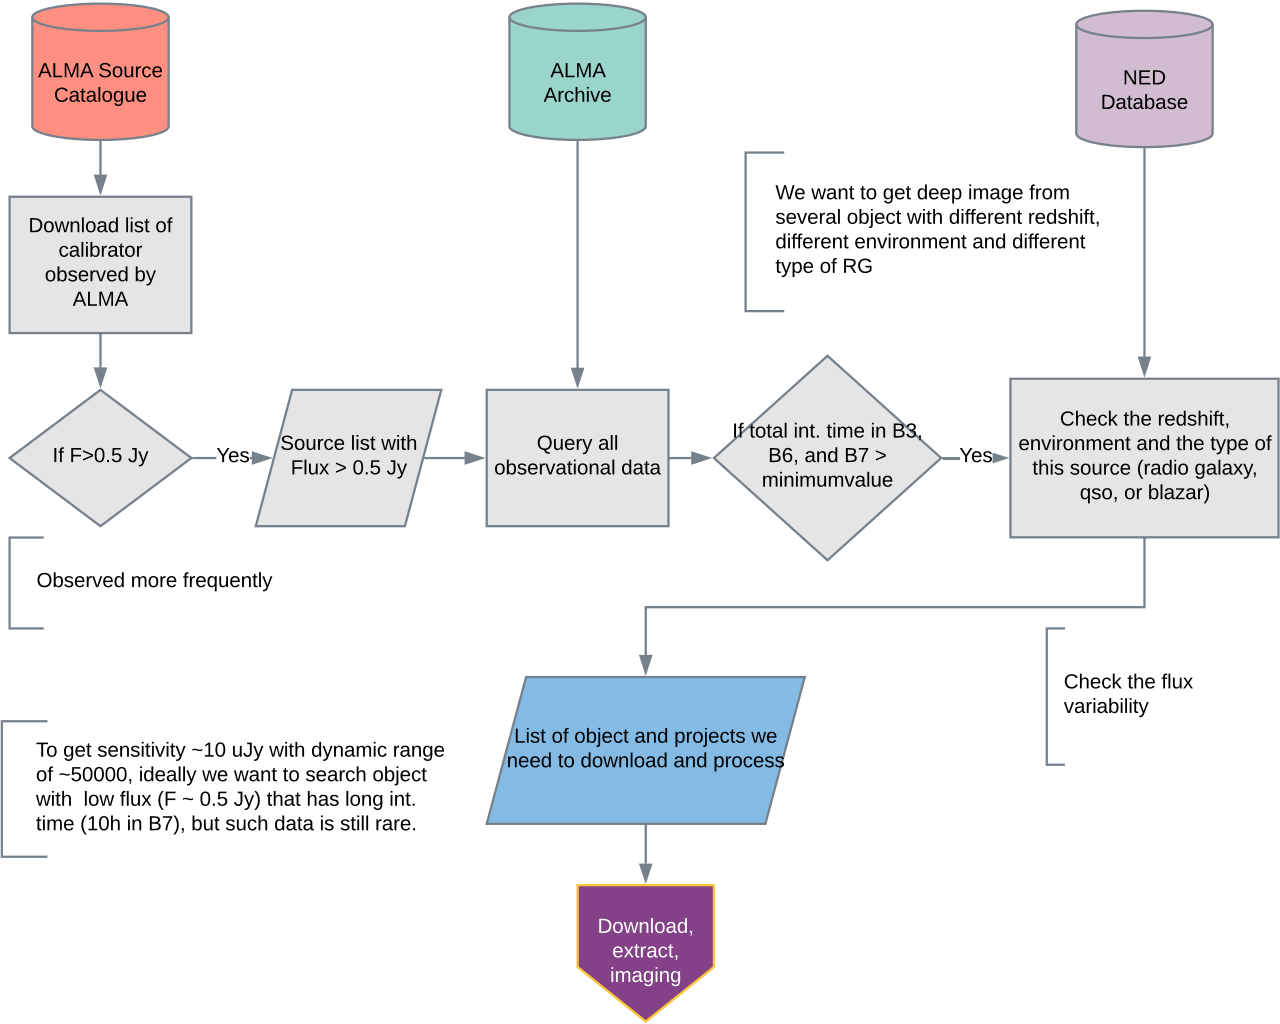 ALMA Source
Catalogue
ALMA
Archive
NED
Database
Download list of
calibrator
observed by
ALMA
We want to get deep image from
several object with different redshift,
different environment and different
type of RG
If F>0.5 Jy
Yes
Source list with
Flux > 0.5 Jy
Query all
observational data
If total int. time in B3,
B6, and B7 >
minimumvalue
Yes
Check the redshift,
environment and the type of
this source (radio galaxy,
qso, or blazar)
Observed more frequently
Check the flux
variability
To get sensitivity ~10 uJy with dynamic range
of ~50000, ideally we want to search object
with  low flux (F ~ 0.5 Jy) that has long int.
time (10h in B7), but such data is still rare.
List of object and projects we
need to download and process
Download,
extract,
imaging